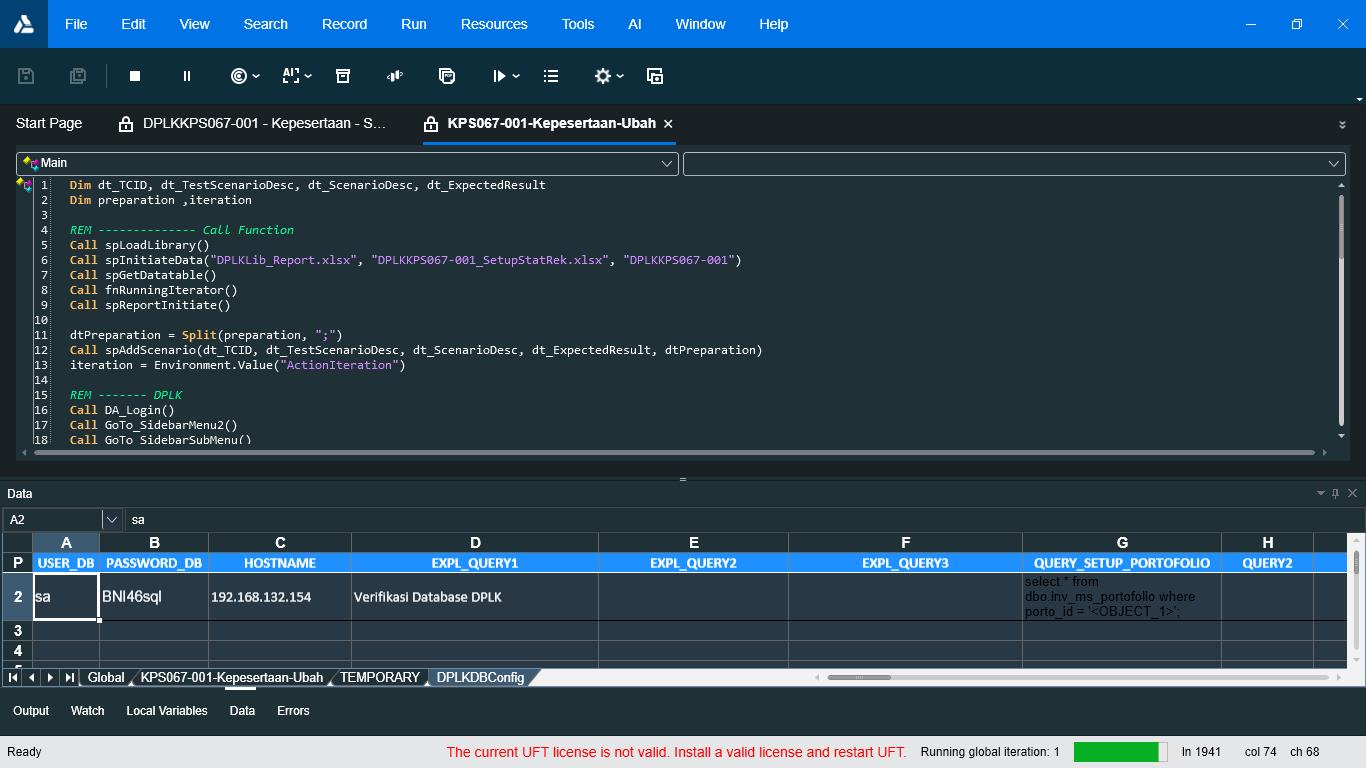 File Edit View Search Record Run Resources Tools AI Window Help
Start Page DPLKKPS067-001 - Kepesertaan - S... KPS067-001-Kepesertaan-Ubah
Main
1 Dim dt_TCID, dt_TestScenarioDesc, dt_ScenarioDesc, dt_ExpectedResult
2 Dim preparation ,iteration
3
4 REM -------------- Call Function
5 Call spLoadLibrary()
6 Call spInitiateData("DPLKLib_Report.xlsx", "DPLKKPS067-001_SetupStatRek.xlsx", "DPLKKPS067-001")
7 Call spGetDatatable()
8 Call fnRunningIterator()
9 Call spReportInitiate()
10
11 dtPreparation = Split(preparation, ";")
12 Call spAddScenario(dt_TCID, dt_TestScenarioDesc, dt_ScenarioDesc, dt_ExpectedResult, dtPreparation)
13 iteration = Environment.Value("ActionIteration")
14
15 REM ------- DPLK
16 Call DA_Login()
17 Call GoTo_SidebarMenu2()
18 Call GoTo_SidebarSubMenu()
Data
A2 sa
A B C D E F G H
P USER_DB PASSWORD_DB HOSTNAME EXPL_QUERY1 EXPL_QUERY2 EXPL_QUERY3 QUERY_SETUP_PORTOFOLIO QUERY2
2 sa BNI46sql 192.168.132.154 Verifikasi Database DPLK select * from
dbo.inv_ms_portofolio where
porto_id = '<OBJECT_1>';
3
4
5
Global KPS067-001-Kepesertaan-Ubah TEMPORARY DPLKDBConfig
Output Watch Local Variables Data Errors
Ready The current UFT license is not valid. Install a valid license and restart UFT. Running global iteration: 1 ln 1941 col 74 ch 68